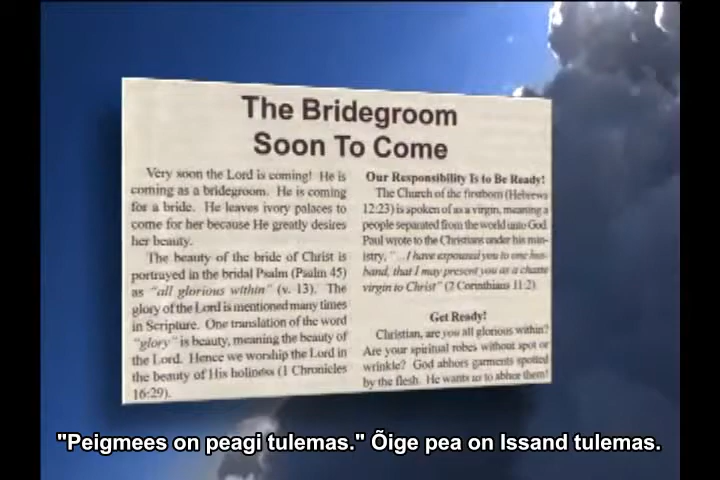 The Bridegroom
Soon To Come
Very soon the Lord is coming! He is
coming as a bridegroom. He is coming
for a bride. He leaves ivory palaces to
come for her because He greatly desires
her beauty.
The beauty of the bride of Christ is
portrayed in the bridal Psalm (Psalm 45)
as "all glorious within" (v. 13). The
glory of the Lord is mentioned many times
in Scripture. One translation of the word
"glory" is beauty, meaning the beauty of
the Lord. Hence we worship the Lord in
the beauty of His holiness (1 Chronicles
16:29).
Our Responsibility Is to Be Ready!
The Church of the firstborn (Hebrews
12:23) is spoken of as a virgin, meaning a
people separated from the world unto God.
Paul wrote to the Christians under his min-
istry, "...I have espoused you to one hus-
band, that I may present you as a chaste
virgin to Christ" (2 Corinthians 11:2).
Get Ready!
Christian, are you all glorious within?
Are your spiritual robes without spot or
wrinkle? God abhors garments spotted
by the flesh. He wants us to abhor them!
"Peigmees on peagi tulemas." Õige pea on Issand tulemas.